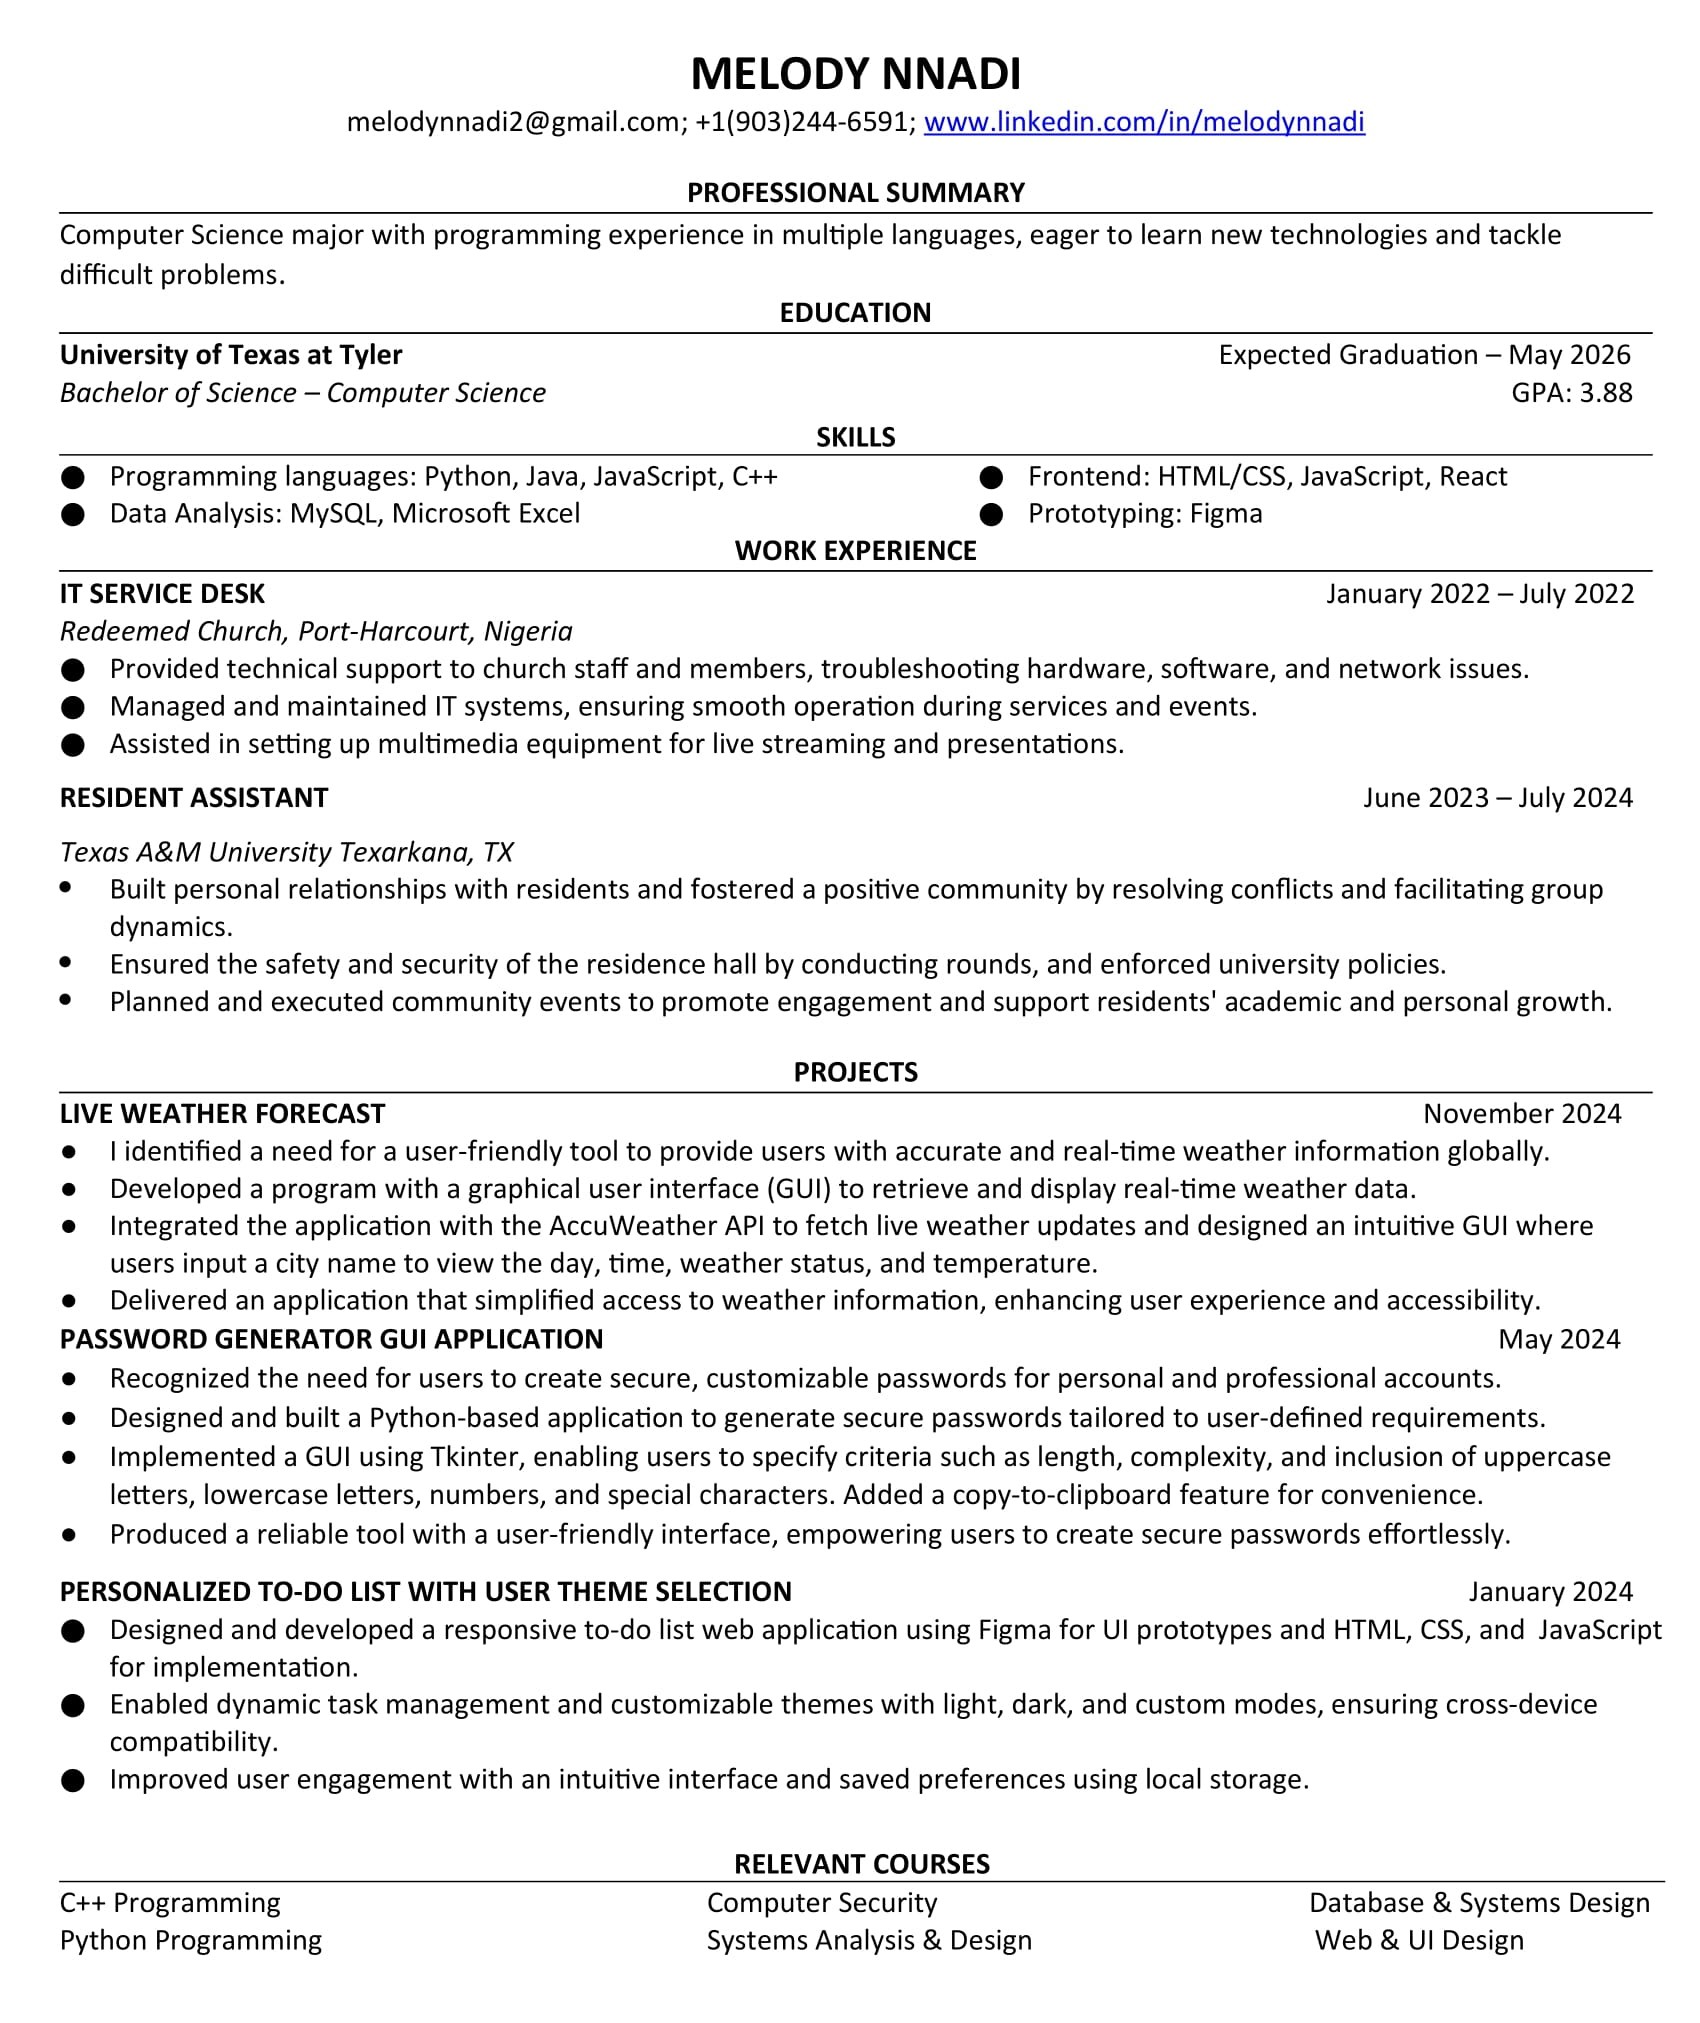 MELODY NNADI
melodynnadi2@gmail.com; +1(903)244-6591; www.linkedin.com/in/melodynnadi
PROFESSIONAL SUMMARY
Computer Science major with programming experience in multiple languages, eager to learn new technologies and tackle
difficult problems.
EDUCATION
University of Texas at Tyler Expected Graduation – May 2026
Bachelor of Science – Computer Science GPA: 3.88
SKILLS
● Programming languages: Python, Java, JavaScript, C++ ● Frontend: HTML/CSS, JavaScript, React
● Data Analysis: MySQL, Microsoft Excel ● Prototyping: Figma
WORK EXPERIENCE
IT SERVICE DESK January 2022 – July 2022
Redeemed Church, Port-Harcourt, Nigeria
● Provided technical support to church staff and members, troubleshooting hardware, software, and network issues.
● Managed and maintained IT systems, ensuring smooth operation during services and events.
● Assisted in setting up multimedia equipment for live streaming and presentations.
RESIDENT ASSISTANT June 2023 – July 2024
Texas A&M University Texarkana, TX
• Built personal relationships with residents and fostered a positive community by resolving conflicts and facilitating group
dynamics.
• Ensured the safety and security of the residence hall by conducting rounds, and enforced university policies.
• Planned and executed community events to promote engagement and support residents' academic and personal growth.
PROJECTS
LIVE WEATHER FORECAST November 2024
● I identified a need for a user-friendly tool to provide users with accurate and real-time weather information globally.
● Developed a program with a graphical user interface (GUI) to retrieve and display real-time weather data.
● Integrated the application with the AccuWeather API to fetch live weather updates and designed an intuitive GUI where
users input a city name to view the day, time, weather status, and temperature.
● Delivered an application that simplified access to weather information, enhancing user experience and accessibility.
PASSWORD GENERATOR GUI APPLICATION May 2024
● Recognized the need for users to create secure, customizable passwords for personal and professional accounts.
● Designed and built a Python-based application to generate secure passwords tailored to user-defined requirements.
● Implemented a GUI using Tkinter, enabling users to specify criteria such as length, complexity, and inclusion of uppercase
letters, lowercase letters, numbers, and special characters. Added a copy-to-clipboard feature for convenience.
● Produced a reliable tool with a user-friendly interface, empowering users to create secure passwords effortlessly.
PERSONALIZED TO-DO LIST WITH USER THEME SELECTION January 2024
● Designed and developed a responsive to-do list web application using Figma for UI prototypes and HTML, CSS, and JavaScript
for implementation.
● Enabled dynamic task management and customizable themes with light, dark, and custom modes, ensuring cross-device
compatibility.
● Improved user engagement with an intuitive interface and saved preferences using local storage.
RELEVANT COURSES
C++ Programming Computer Security Database & Systems Design
Python Programming Systems Analysis & Design Web & UI Design